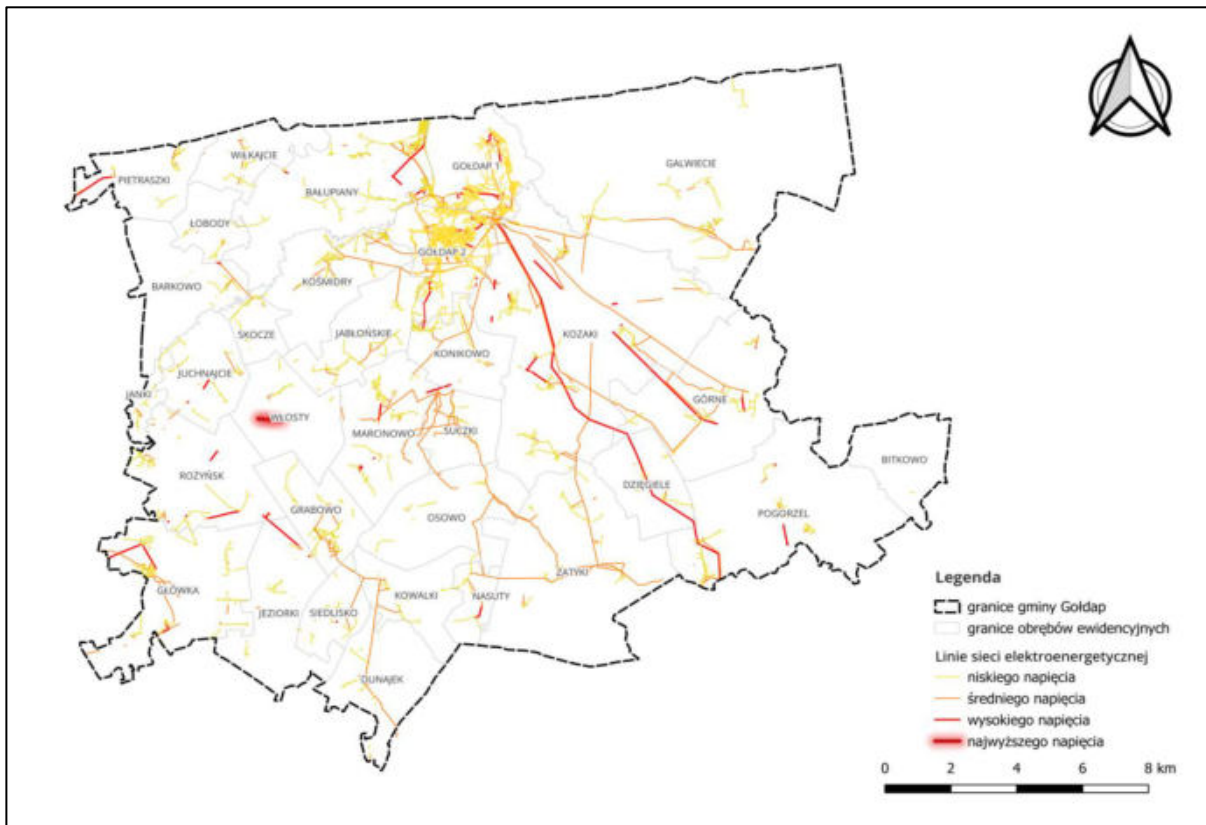 WIŁKAJCIE
GOŁDAP 1
GALWIECIE
PIETRASZKI
BAŁUPIANY
ŁOBODY
GOŁDAP 2
BARKOWO
KOŚMIDRY
SKOCZE
JABŁOŃSKIE
KOZAKI
KONIKOWO
JUCHNAJCIE
JANKI
GÓRNE
WŁOSTY
MARCINOWO
SUCZKI
BITKOWO
ROŻYŃSK
DZIĘGIELE
GRABOWO
OSOWO
POGORZEL
ZATYKI
GŁÓWKA
KOWALKI
NASUTY
JEZIORKI
SIEDLISKO
DUNAJEK
Legenda
granice gminy Gołdap
granice obrębów ewidencyjnych
Linie sieci elektroenergetycznej
niskiego napięcia
średniego napięcia
wysokiego napięcia
najwyższego napięcia
0 2 4 6 8 km